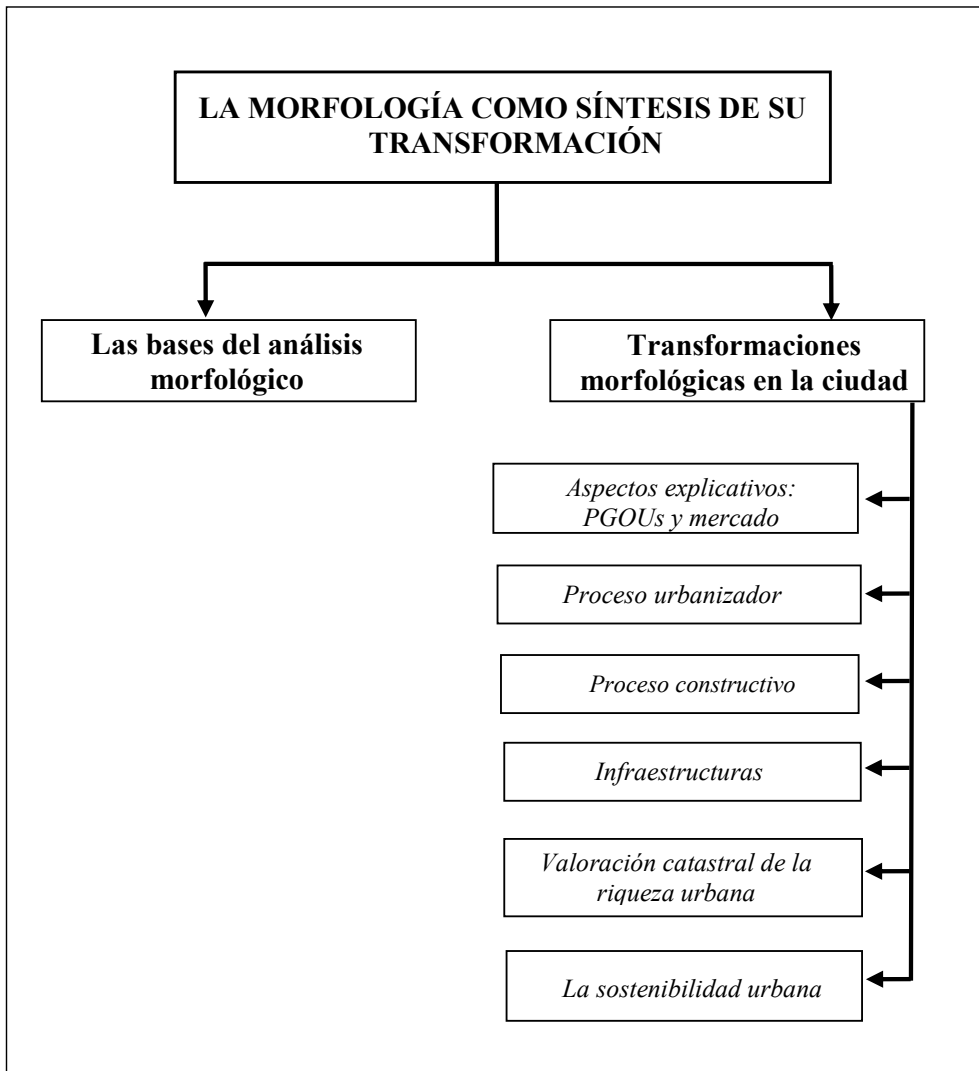 LA MORFOLOGÍA COMO SÍNTESIS DE SU
TRANSFORMACIÓN
Las bases del análisis
morfológico
Transformaciones
morfológicas en la ciudad
Aspectos explicativos:
PGOUs y mercado
Proceso urbanizador
Proceso constructivo
Infraestructuras
Valoración catastral de la
riqueza urbana
La sostenibilidad urbana